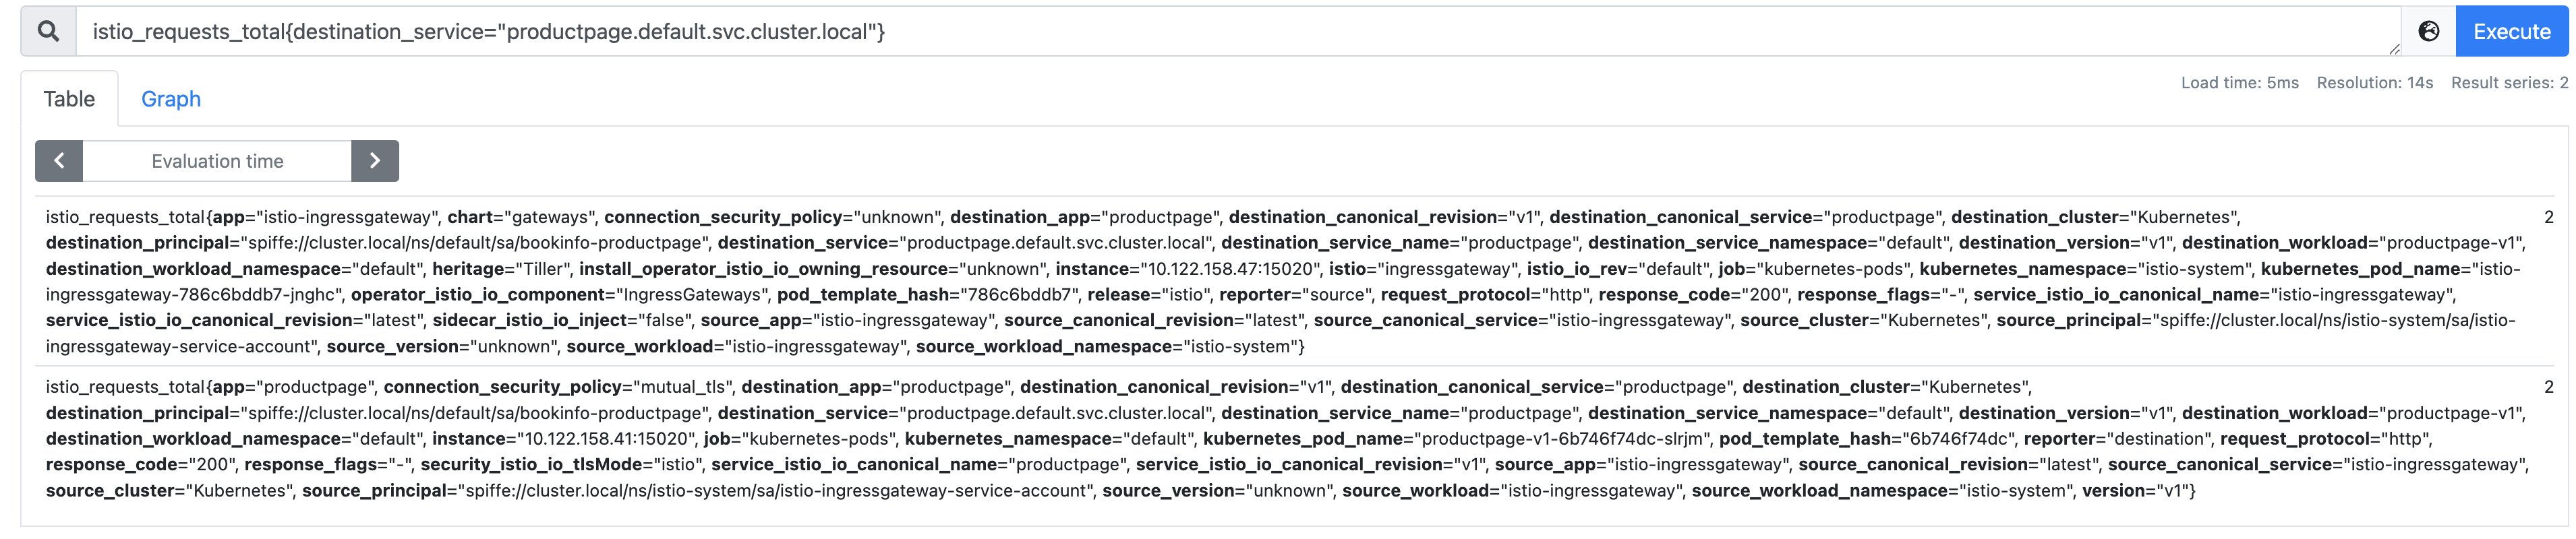 istio_requests_total{destination_service="productpage.default.svc.cluster.local"}
Execute
Table
Graph
Load time: 5ms Resolution: 14s Result series: 2
Evaluation time
istio_requests_total{app="istio-ingressgateway", chart="gateways", connection_security_policy="unknown", destination_app="productpage", destination_canonical_revision="v1", destination_canonical_service="productpage", destination_cluster="Kubernetes", 2
destination_principal="spiffe://cluster.local/ns/default/sa/bookinfo-productpage", destination_service="productpage.default.svc.cluster.local", destination_service_name="productpage", destination_service_namespace="default", destination_version="v1", destination_workload="productpage-v1",
destination_workload_namespace="default", heritage="Tiller", install_operator_istio_io_owning_resource="unknown", instance="10.122.158.47:15020", istio="ingressgateway", istio_io_rev="default", job="kubernetes-pods", kubernetes_namespace="istio-system", kubernetes_pod_name="istio-
ingressgateway-786c6bddb7-jnghc", operator_istio_io_component="IngressGateways", pod_template_hash="786c6bddb7", release="istio", reporter="source", request_protocol="http", response_code="200", response_flags="-", service_istio_io_canonical_name="istio-ingressgateway",
service_istio_io_canonical_revision="latest", sidecar_istio_io_inject="false", source_app="istio-ingressgateway", source_canonical_revision="latest", source_canonical_service="istio-ingressgateway", source_cluster="Kubernetes", source_principal="spiffe://cluster.local/ns/istio-system/sa/istio-
ingressgateway-service-account", source_version="unknown", source_workload="istio-ingressgateway", source_workload_namespace="istio-system"}
istio_requests_total{app="productpage", connection_security_policy="mutual_tls", destination_app="productpage", destination_canonical_revision="v1", destination_canonical_service="productpage", destination_cluster="Kubernetes", 2
destination_principal="spiffe://cluster.local/ns/default/sa/bookinfo-productpage", destination_service="productpage.default.svc.cluster.local", destination_service_name="productpage", destination_service_namespace="default", destination_version="v1", destination_workload="productpage-v1",
destination_workload_namespace="default", instance="10.122.158.41:15020", job="kubernetes-pods", kubernetes_namespace="default", kubernetes_pod_name="productpage-v1-6b746f74dc-slrjm", pod_template_hash="6b746f74dc", reporter="destination", request_protocol="http",
response_code="200", response_flags="-", security_istio_io_tlsMode="istio", service_istio_io_canonical_name="productpage", service_istio_io_canonical_revision="v1", source_app="istio-ingressgateway", source_canonical_revision="latest", source_canonical_service="istio-ingressgateway",
source_cluster="Kubernetes", source_principal="spiffe://cluster.local/ns/istio-system/sa/istio-ingressgateway-service-account", source_version="unknown", source_workload="istio-ingressgateway", source_workload_namespace="istio-system", version="v1"}